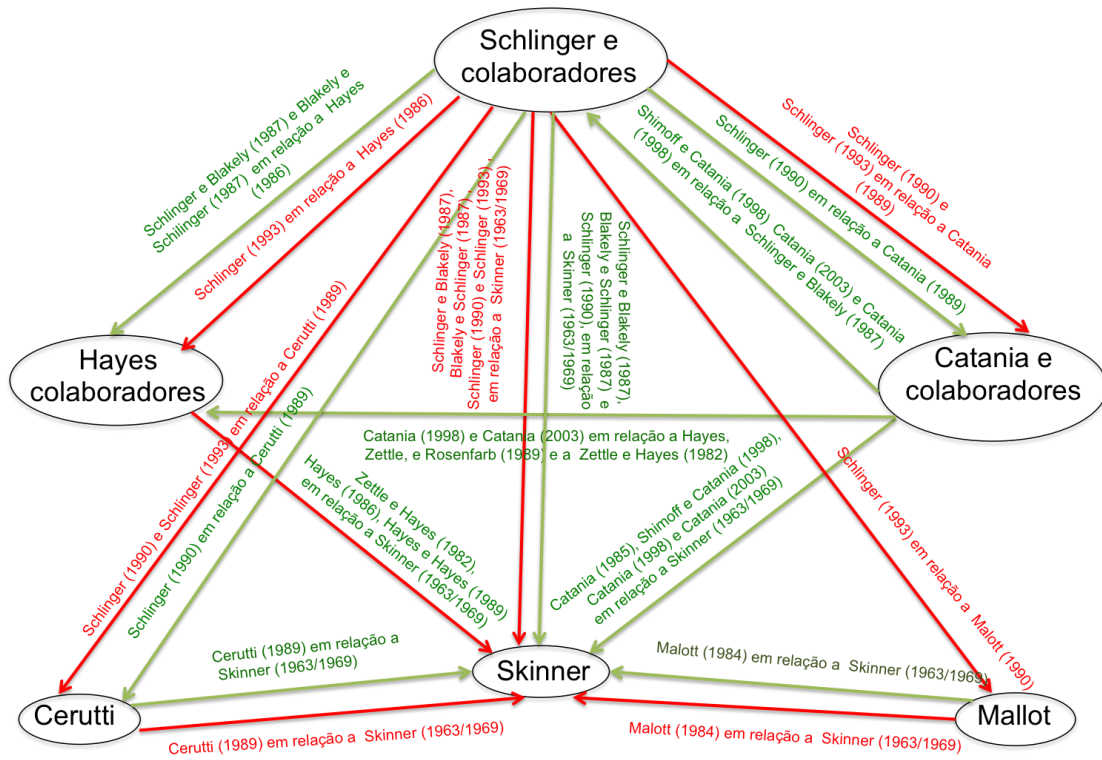 Schlinger e
colaboradores
Schlinger e Blakely (1987) e Blakely e
Schilinger (1987) em relação a Hayes
(1986)
Schlinger (1993) em relação a Hayes (1986)
Schlinger e Blakely (1987),
Blakely e Schlinger (1987),
Schlinger (1990) e Schlinger (1993),
em relação a Skinner (1963/1969)
Schlinger e Blakely (1987),
Blakely e Schlinger (1987) e
Schlinger (1990), em relação
a Skinner (1963/1969)
Shimoff e Catania (1998) Catania (2003) e Catania
(1998) em relação a Schlinger e Blakely (1987)
Schlinger (1990) em relação a Catania (1989)
Schlinger (1990) e
Schlinger (1993) em relação a Catania
(1989)
Hayes
colaboradores
Catania e
colaboradores
Catania (1998) e Catania (2003) em relação a Hayes,
Zettle, e Rosenfarb (1989) e a Zettle e Hayes (1982)
Schlinger (1990) e Schlinger (1993) em relação a Cerutti (1989)
Schlinger (1990) em relação a Cerutti (1989)
Zettle e Hayes (1982),
Hayes (1986), Hayes e Hayes (1989)
em relação a Skinner (1963/1969)
Catania (1985), Shimoff e Catania (1998),
Catania (1998) e Catania (2003)
em relação a Skinner (1963/1969)
Schlinger (1993) em relação a Malott (1990)
Cerutti (1989) em relação a
Skinner (1963/1969)
Malott (1984) em relação a Skinner (1963/1969)
Skinner
Cerutti
Mallot
Cerutti (1989) em relação a Skinner (1963/1969)
Malott (1984) em relação a Skinner (1963/1969)